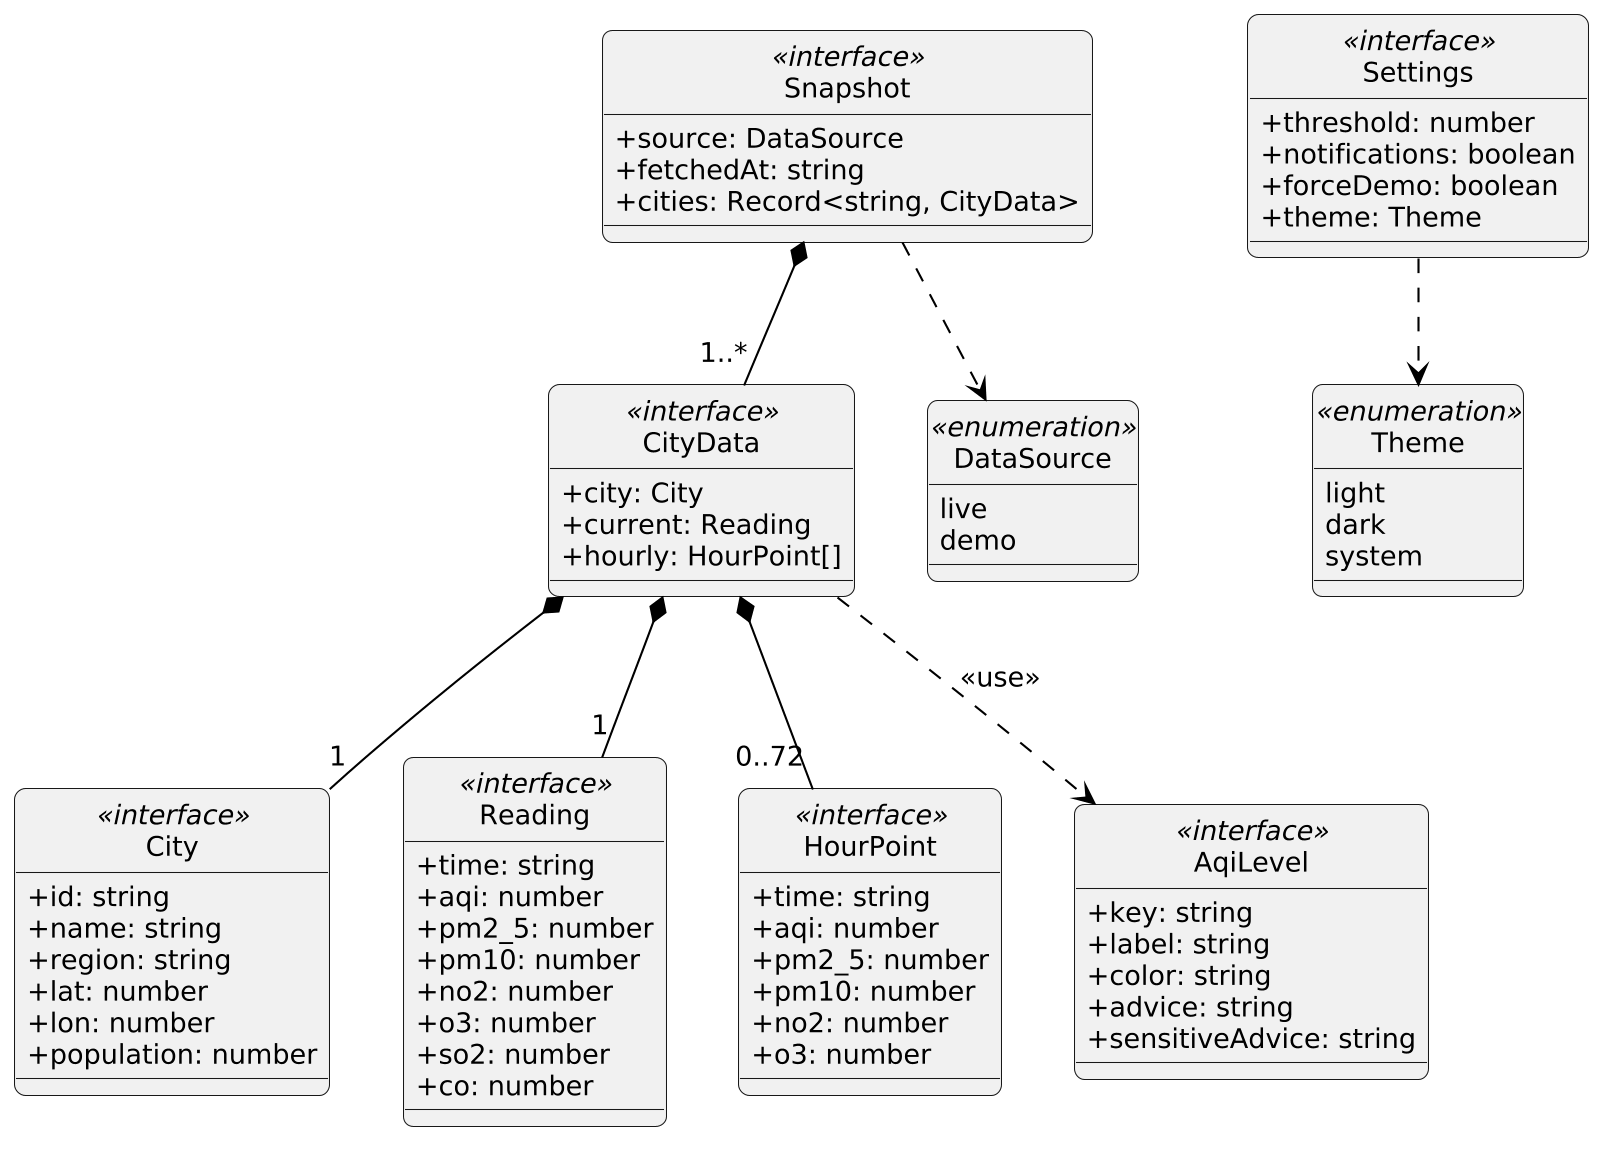 «interface»
Snapshot
+source: DataSource
+fetchedAt: string
+cities: Record<string, CityData>
«interface»
Settings
+threshold: number
+notifications: boolean
+forceDemo: boolean
+theme: Theme
1..*
«interface»
CityData
+city: City
+current: Reading
+hourly: HourPoint[]
«enumeration»
DataSource
live
demo
«enumeration»
Theme
light
dark
system
«use»
1
1
0..72
«interface»
City
+id: string
+name: string
+region: string
+lat: number
+lon: number
+population: number
«interface»
Reading
+time: string
+aqi: number
+pm2_5: number
+pm10: number
+no2: number
+o3: number
+so2: number
+co: number
«interface»
HourPoint
+time: string
+aqi: number
+pm2_5: number
+pm10: number
+no2: number
+o3: number
«interface»
AqiLevel
+key: string
+label: string
+color: string
+advice: string
+sensitiveAdvice: string